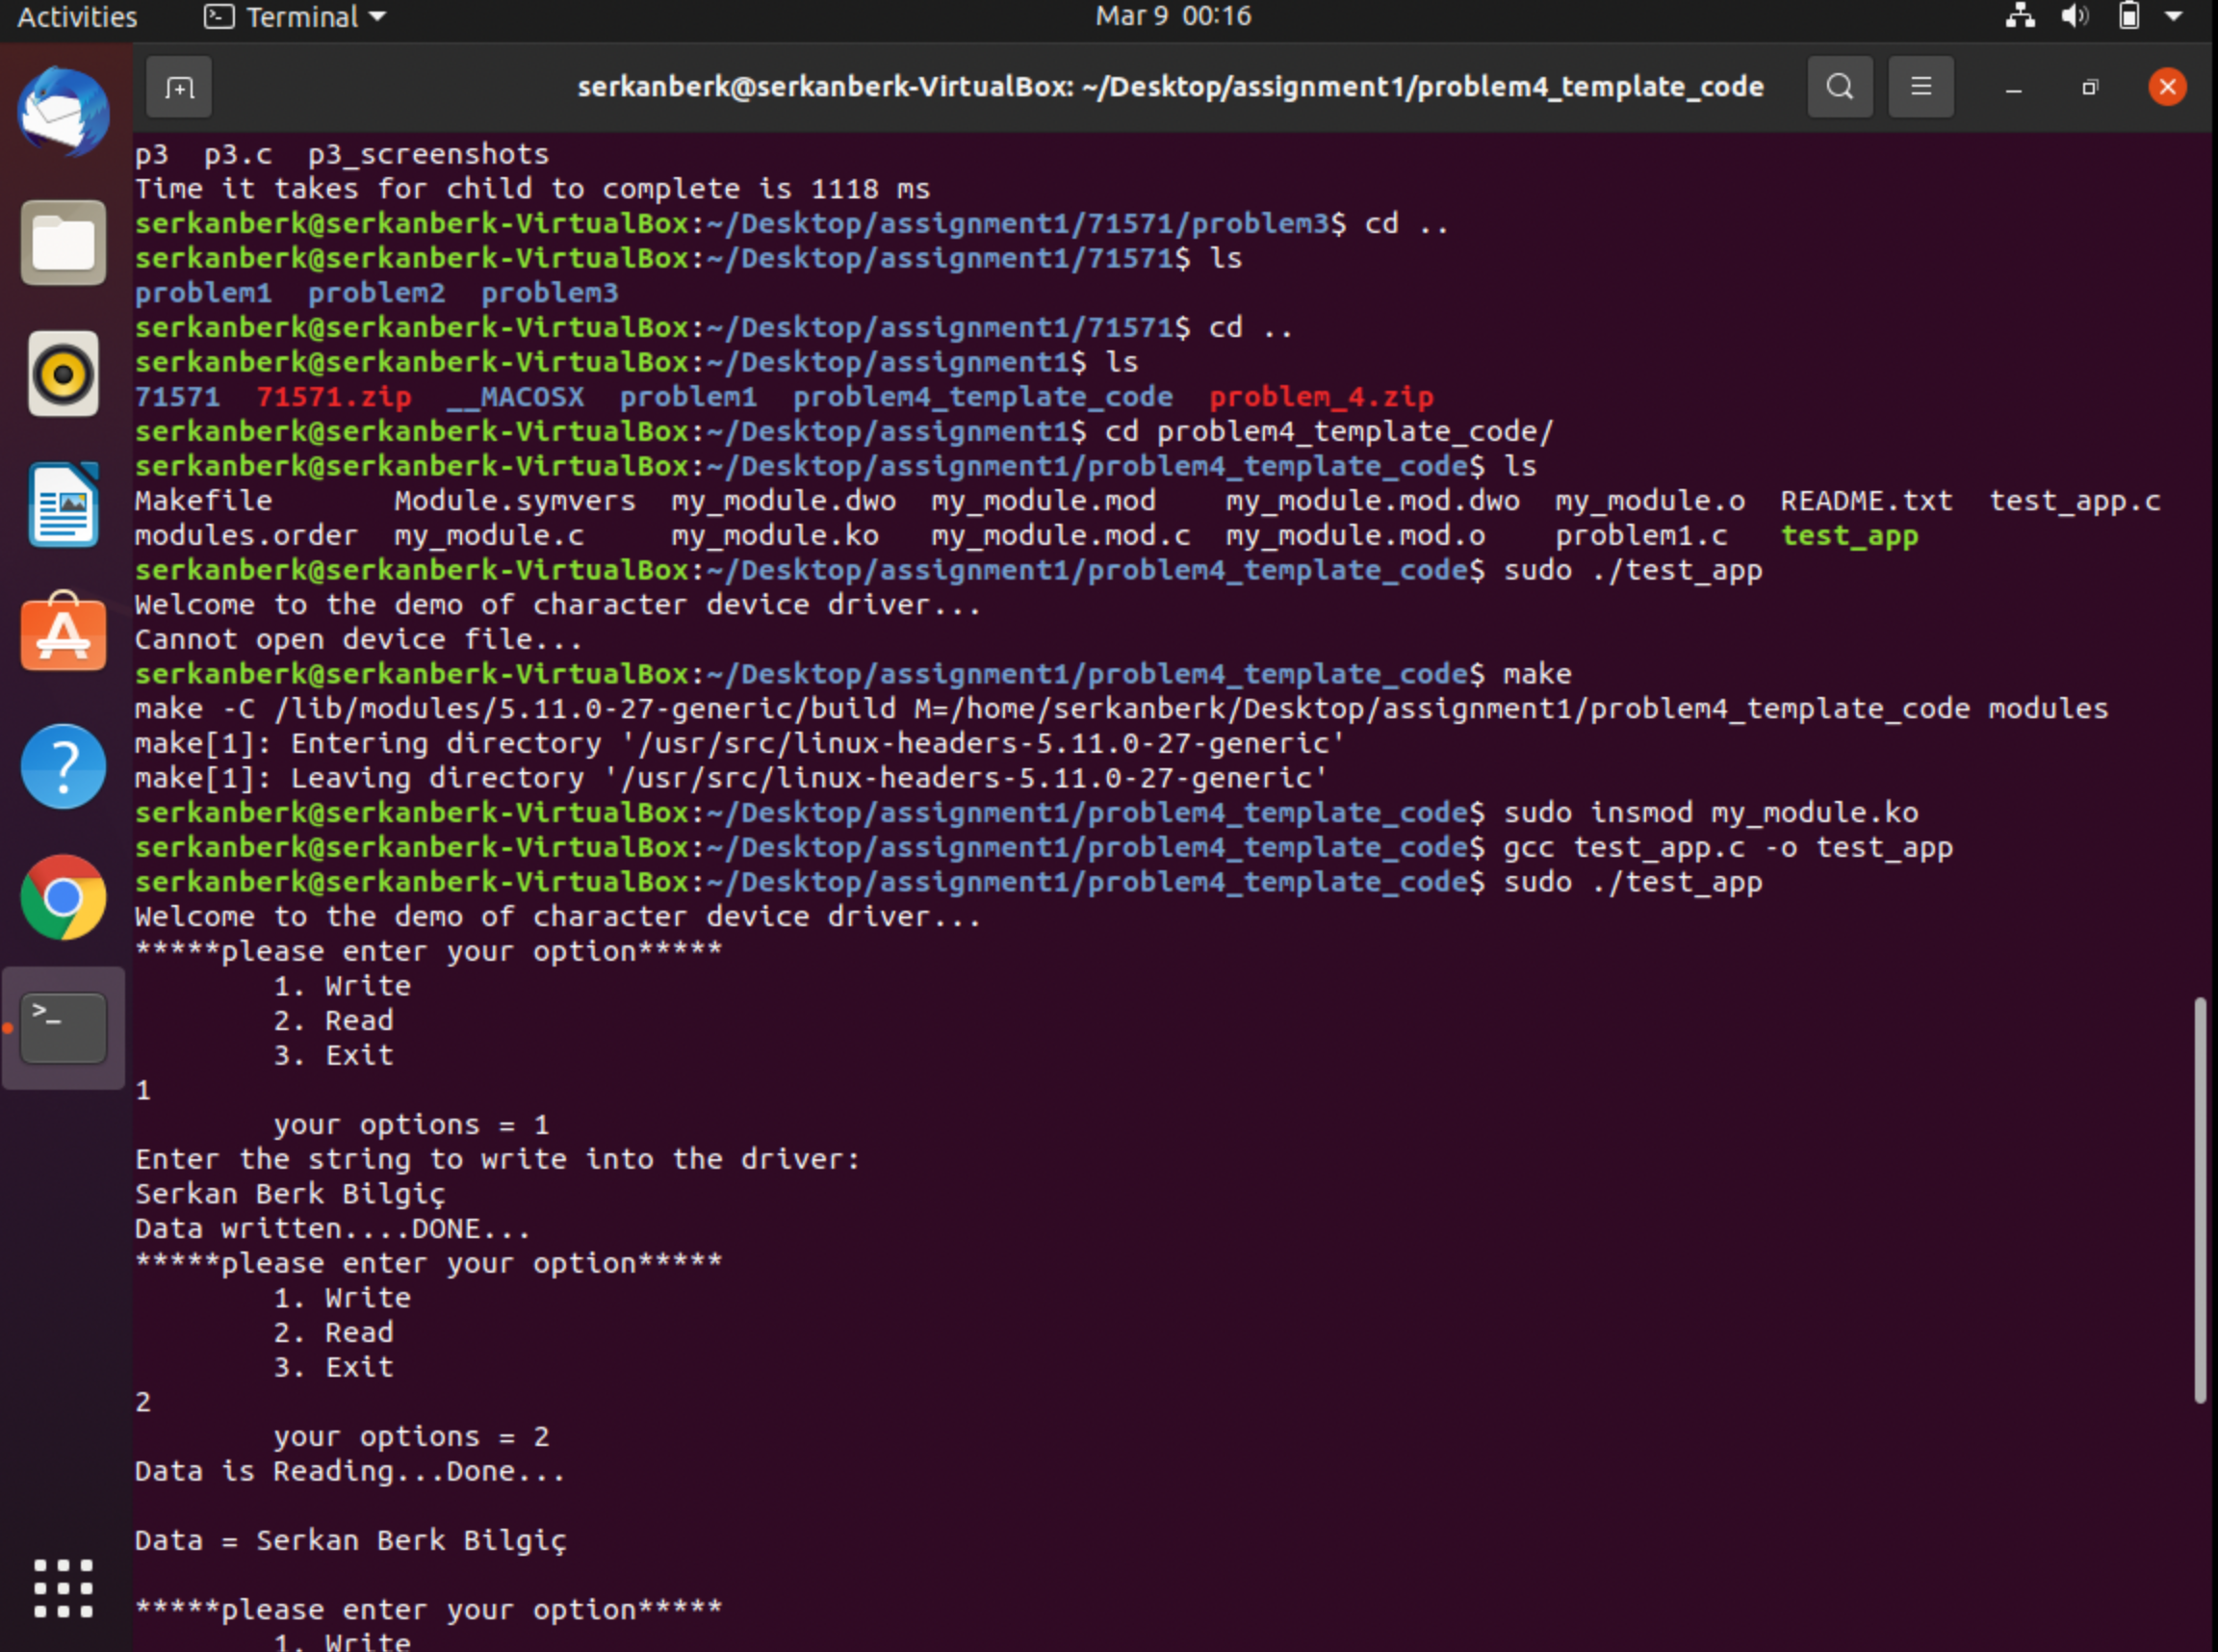 Activities Terminal Mar 9 00:16
serkanberk@serkanberk-VirtualBox: ~/Desktop/assignment1/problem4_template_code
p3  p3.c  p3_screenshots
Time it takes for child to complete is 1118 ms
serkanberk@serkanberk-VirtualBox:~/Desktop/assignment1/71571/problem3$ cd ..
serkanberk@serkanberk-VirtualBox:~/Desktop/assignment1/71571$ ls
problem1  problem2  problem3
serkanberk@serkanberk-VirtualBox:~/Desktop/assignment1/71571$ cd ..
serkanberk@serkanberk-VirtualBox:~/Desktop/assignment1$ ls
71571  71571.zip  __MACOSX  problem1  problem4_template_code  problem_4.zip
serkanberk@serkanberk-VirtualBox:~/Desktop/assignment1$ cd problem4_template_code/
serkanberk@serkanberk-VirtualBox:~/Desktop/assignment1/problem4_template_code$ ls
Makefile       Module.symvers  my_module.dwo  my_module.mod    my_module.mod.dwo  my_module.o  README.txt  test_app.c
modules.order  my_module.c     my_module.ko   my_module.mod.c  my_module.mod.o    problem1.c   test_app
serkanberk@serkanberk-VirtualBox:~/Desktop/assignment1/problem4_template_code$ sudo ./test_app
Welcome to the demo of character device driver...
Cannot open device file...
serkanberk@serkanberk-VirtualBox:~/Desktop/assignment1/problem4_template_code$ make
make -C /lib/modules/5.11.0-27-generic/build M=/home/serkanberk/Desktop/assignment1/problem4_template_code modules
make[1]: Entering directory '/usr/src/linux-headers-5.11.0-27-generic'
make[1]: Leaving directory '/usr/src/linux-headers-5.11.0-27-generic'
serkanberk@serkanberk-VirtualBox:~/Desktop/assignment1/problem4_template_code$ sudo insmod my_module.ko
serkanberk@serkanberk-VirtualBox:~/Desktop/assignment1/problem4_template_code$ gcc test_app.c -o test_app
serkanberk@serkanberk-VirtualBox:~/Desktop/assignment1/problem4_template_code$ sudo ./test_app
Welcome to the demo of character device driver...
*****please enter your option*****
        1. Write
        2. Read
        3. Exit
1
        your options = 1
Enter the string to write into the driver:
Serkan Berk Bilgiç
Data written....DONE...
*****please enter your option*****
        1. Write
        2. Read
        3. Exit
2
        your options = 2
Data is Reading...Done...
Data = Serkan Berk Bilgiç
*****please enter your option*****
        1. Write